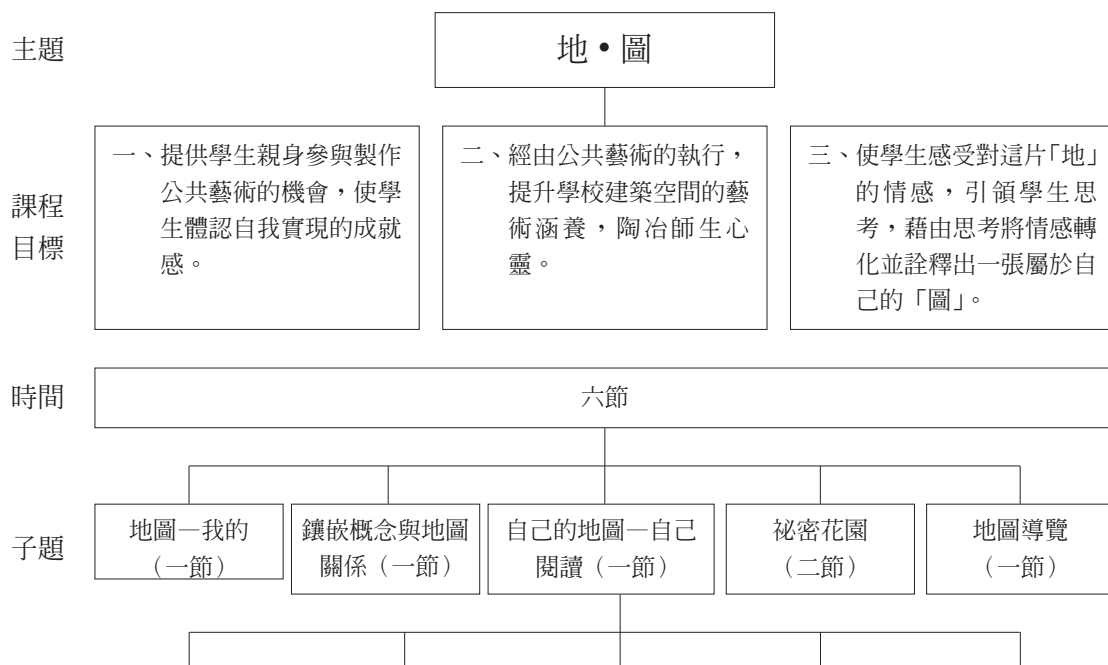 主題
地•圖
課程
目標
一、提供學生親身參與製作
公共藝術的機會，使學
生體認自我實現的成就
感。
二、經由公共藝術的執行，
提升學校建築空間的藝
術涵養，陶冶師生心
靈。
三、使學生感受對這片「地」
的情感，引領學生思
考，藉由思考將情感轉
化並詮釋出一張屬於自
己的「圖」。
時間
六節
子題
地圖—我的
（一節）
鑲嵌概念與地圖
關係（一節）
自己的地圖—自己
閱讀（一節）
祕密花園
（二節）
地圖導覽
（一節）